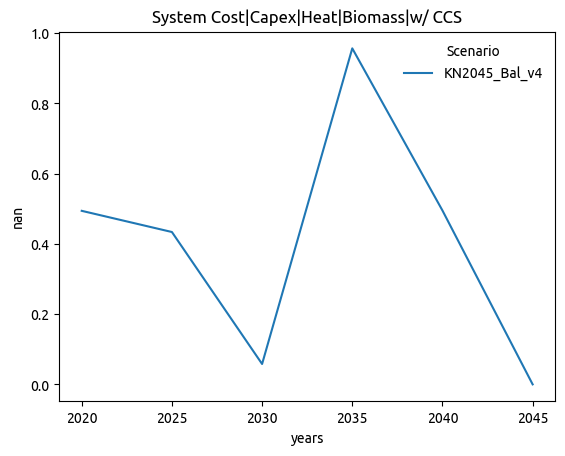 System Cost|Capex|Heat|Biomass|w/ CCS
1.0
0.8
0.6
0.4
0.2
0.0
nan
Scenario
KN2045_Bal_v4
2020 2025 2030 2035 2040 2045
years